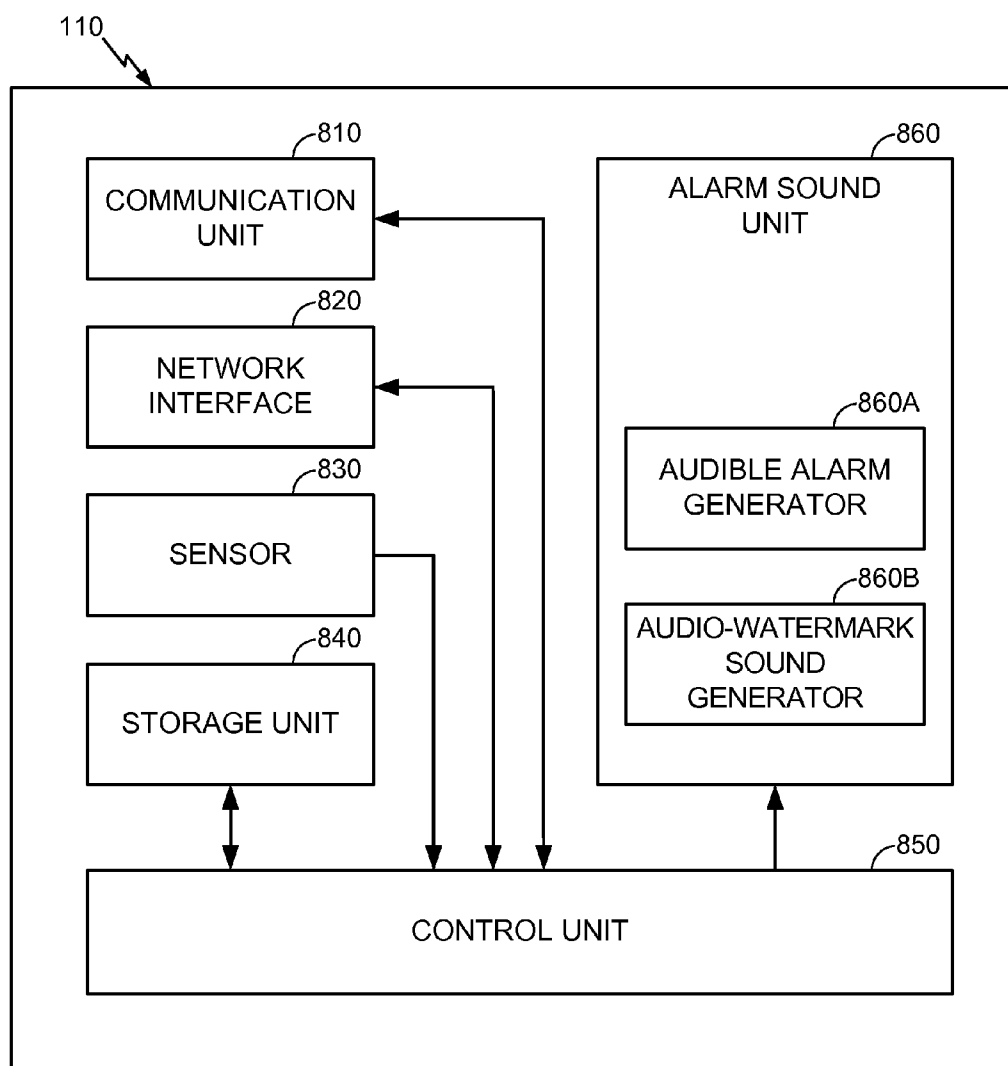 110
810
COMMUNICATION
UNIT
820
NETWORK
INTERFACE
830
SENSOR
840
STORAGE UNIT
860
ALARM SOUND
UNIT
860A
AUDIBLE ALARM
GENERATOR
860B
AUDIO-WATERMARK
SOUND
GENERATOR
850
CONTROL UNIT